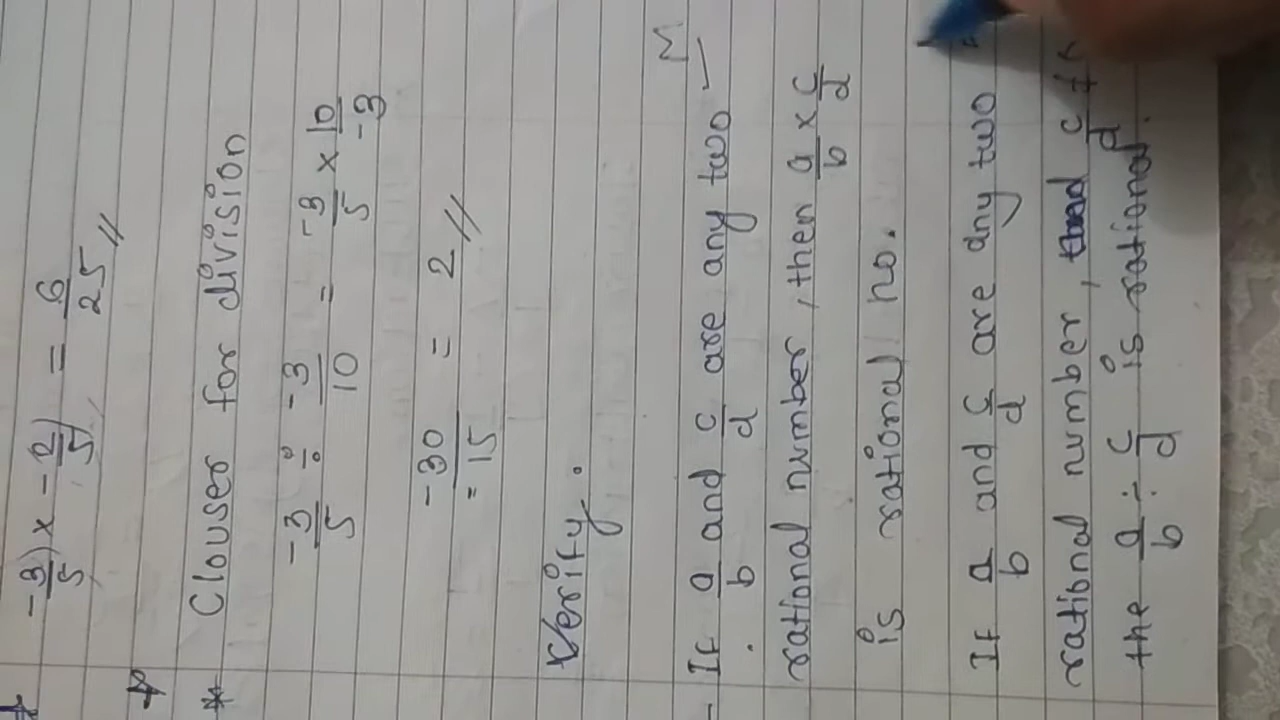 -3/5) x -2/5) = 6/25 //
* Clouser for division
-3/5 ÷ -3/10 = -3/5 x 10/-3
-30/-15 = 2 //
Verify.
- If a/b and c/d are any two - M
rational number, then a/b x c/d
is rational no.
If a/b and c/d are any two
rational number, c/d
the a/b ÷ c/d is rational.